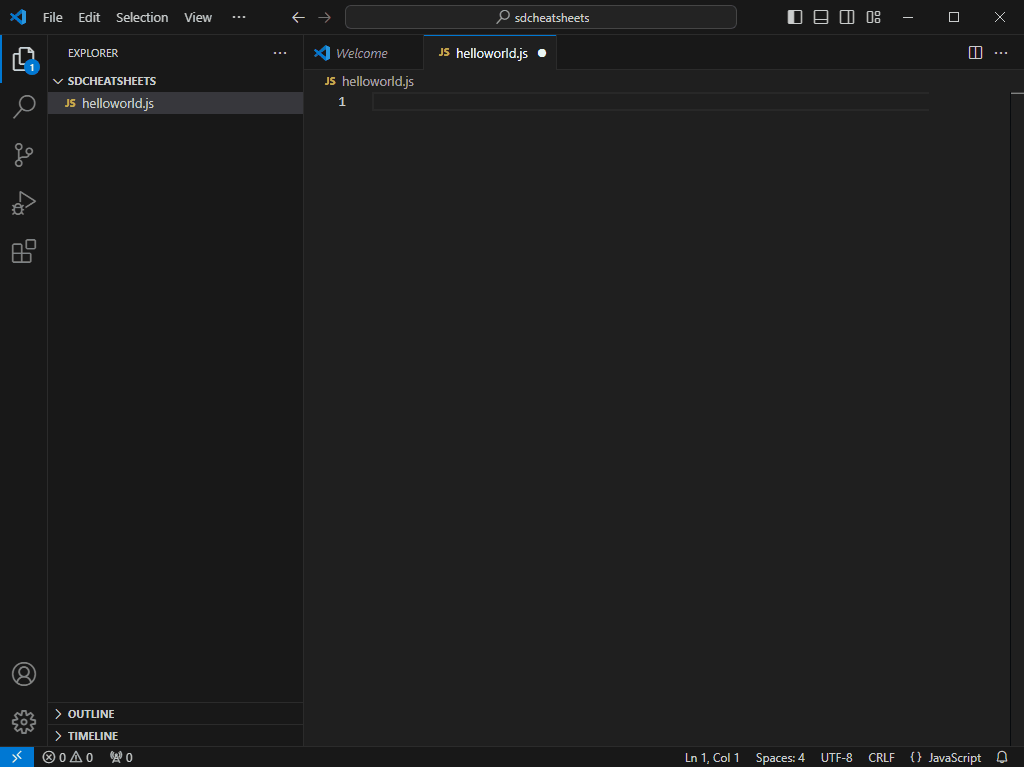 File Edit Selection View ··· sdcheatsheets
EXPLORER ···
Welcome JS helloworld.js ···
1
SDCHEATSHEETS
JS helloworld.js
JS helloworld.js
1
OUTLINE
TIMELINE
0 0 0 Ln 1, Col 1 Spaces: 4 UTF-8 CRLF {} JavaScript